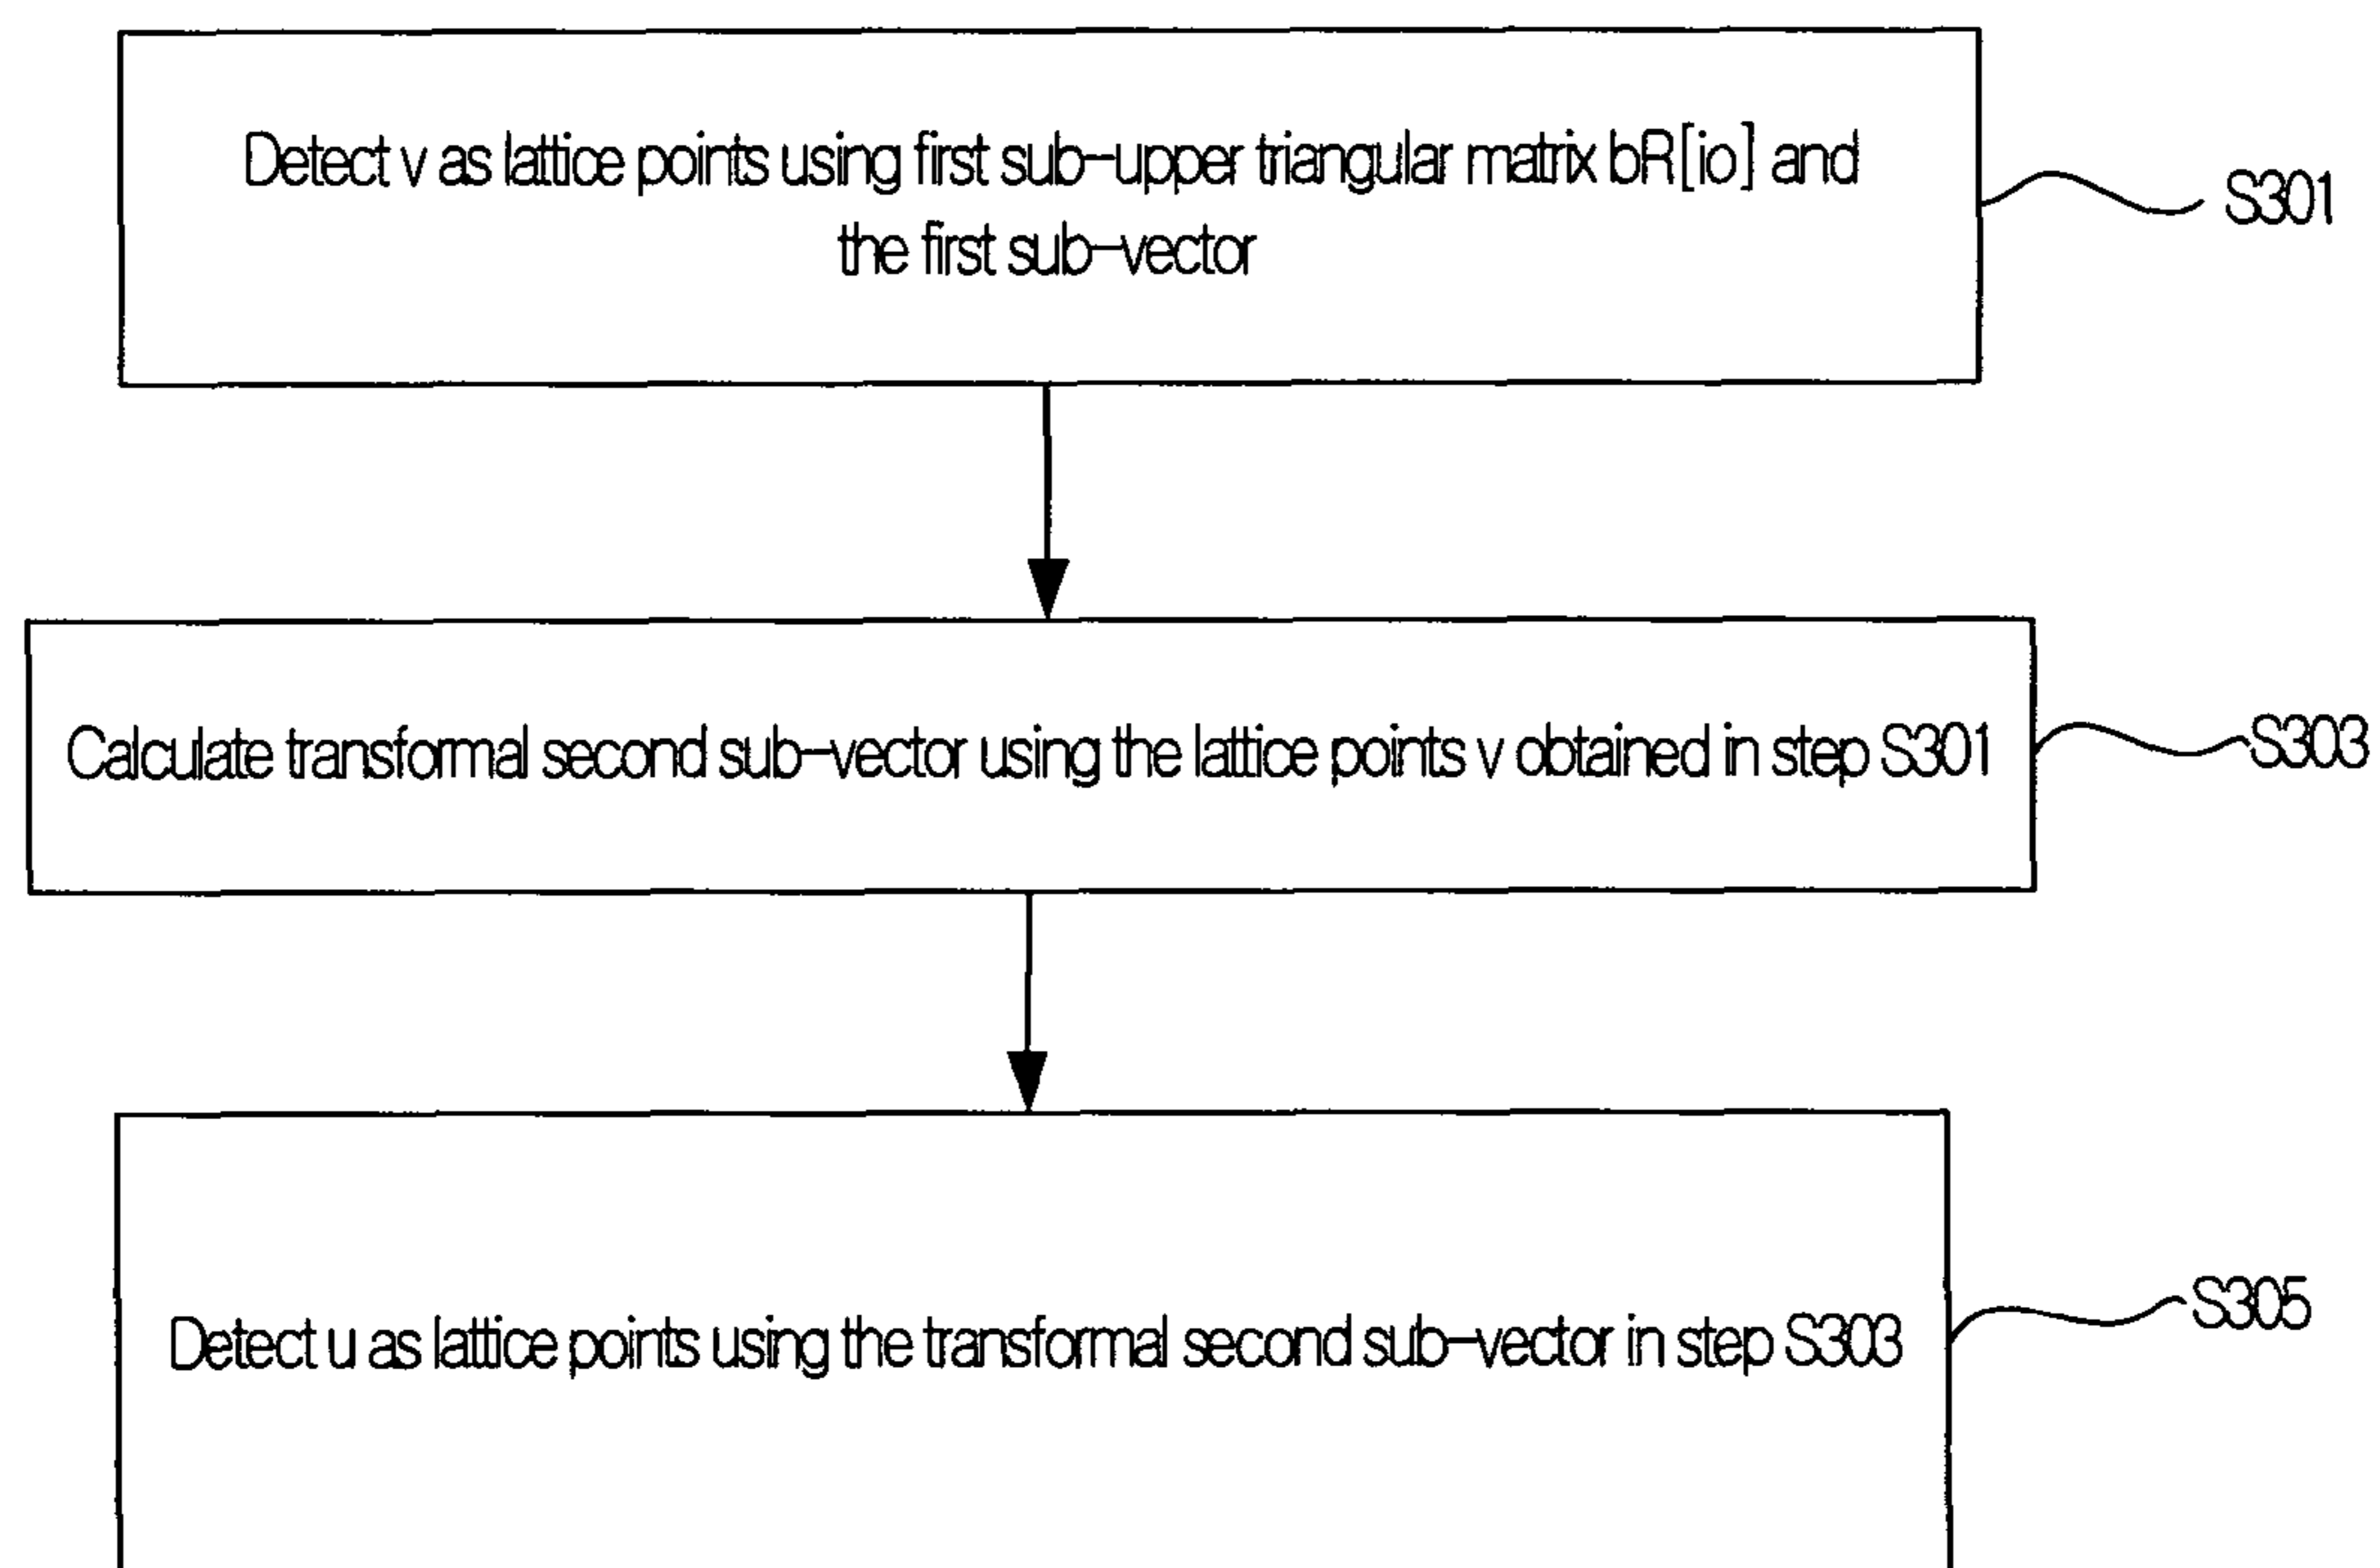 Detect v as lattice points using first sub-upper triangular matrix bR[io] and
the first sub-vector
S301
Calculate transformal second sub-vector using the lattice points v obtained in step S301
S303
Detect u as lattice points using the transformal second sub-vector in step S303
S305